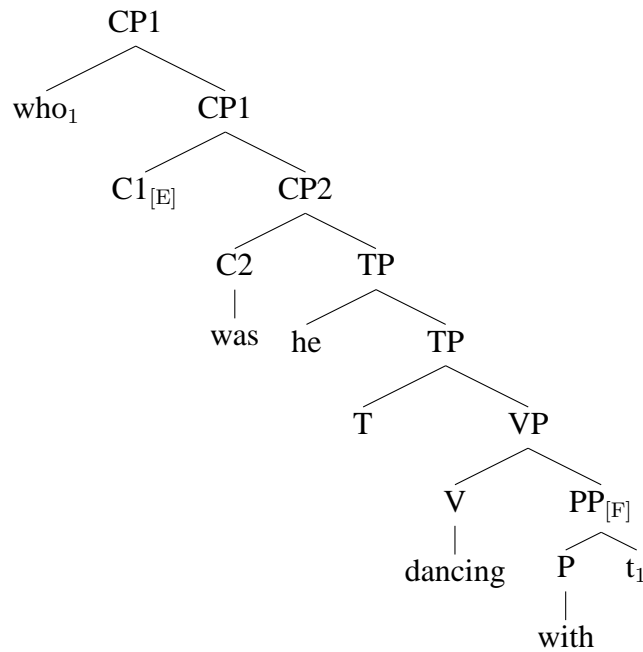 CP1
who₁ CP1
C1[E] CP2
C2 TP
was he TP
T VP
V PP[F]
dancing P t₁
with